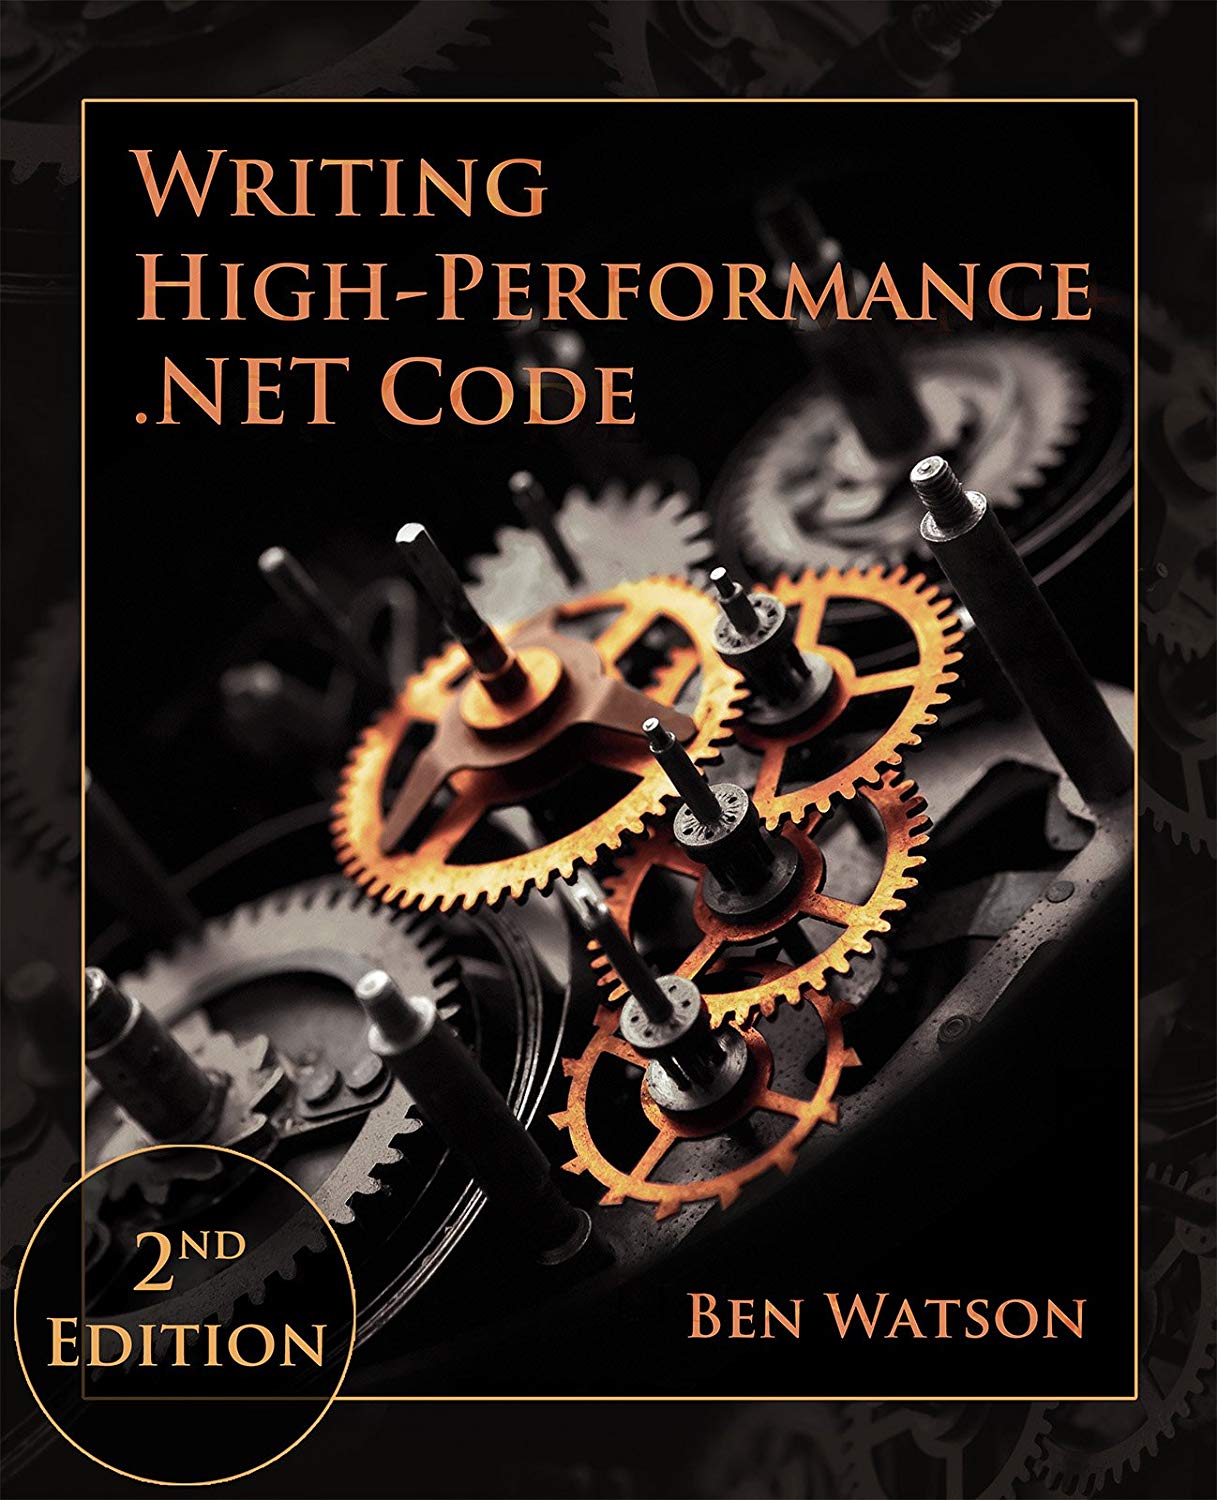 WRITING
HIGH-PERFORMANCE
.NET CODE
2ND
EDITION
BEN WATSON